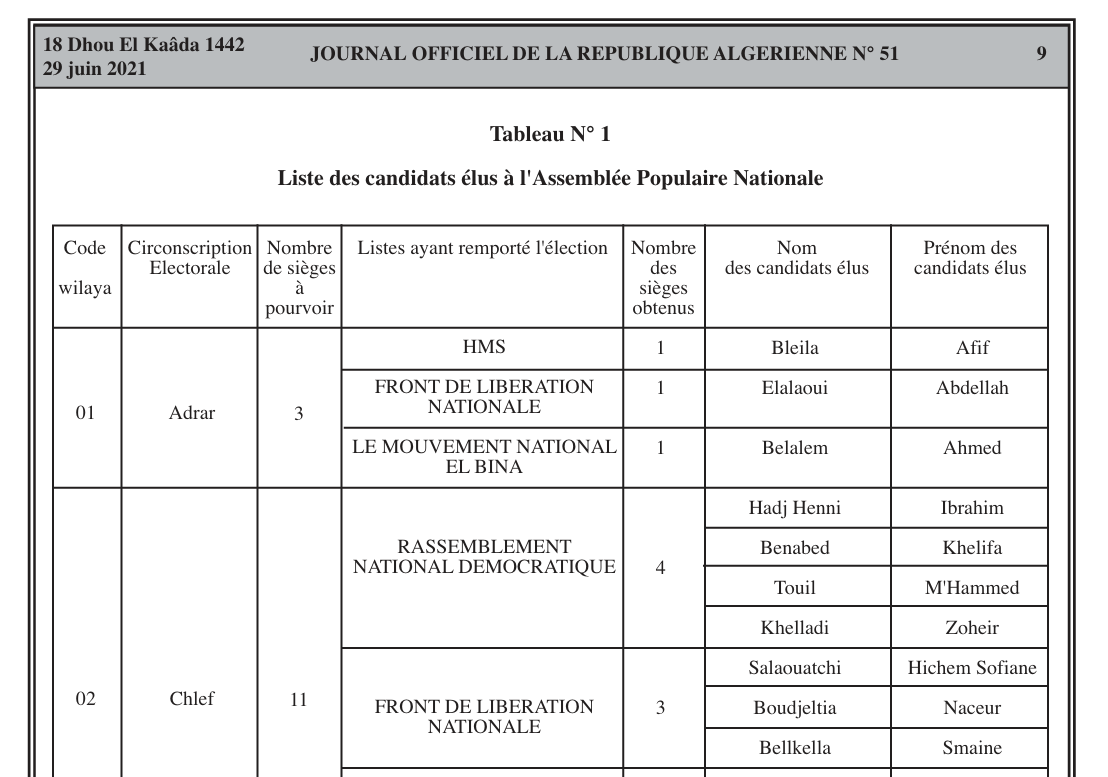 18 Dhou El Kaâda 1442
29 juin 2021
JOURNAL OFFICIEL DE LA REPUBLIQUE ALGERIENNE N° 51
9
Tableau N° 1
Liste des candidats élus à l'Assemblée Populaire Nationale
Code
wilaya
Circonscription
Electorale
Nombre
de sièges
à
pourvoir
Listes ayant remporté l'élection
Nombre
des
sièges
obtenus
Nom
des candidats élus
Prénom des
candidats élus
01
Adrar
3
HMS
1
Bleila
Afif
FRONT DE LIBERATION
NATIONALE
1
Elalaoui
Abdellah
LE MOUVEMENT NATIONAL
EL BINA
1
Belalem
Ahmed
02
Chlef
11
RASSEMBLEMENT
NATIONAL DEMOCRATIQUE
4
Hadj Henni
Ibrahim
Benabed
Khelifa
Touil
M'Hammed
Khelladi
Zoheir
FRONT DE LIBERATION
NATIONALE
3
Salaouatchi
Hichem Sofiane
Boudjeltia
Naceur
Bellkella
Smaine